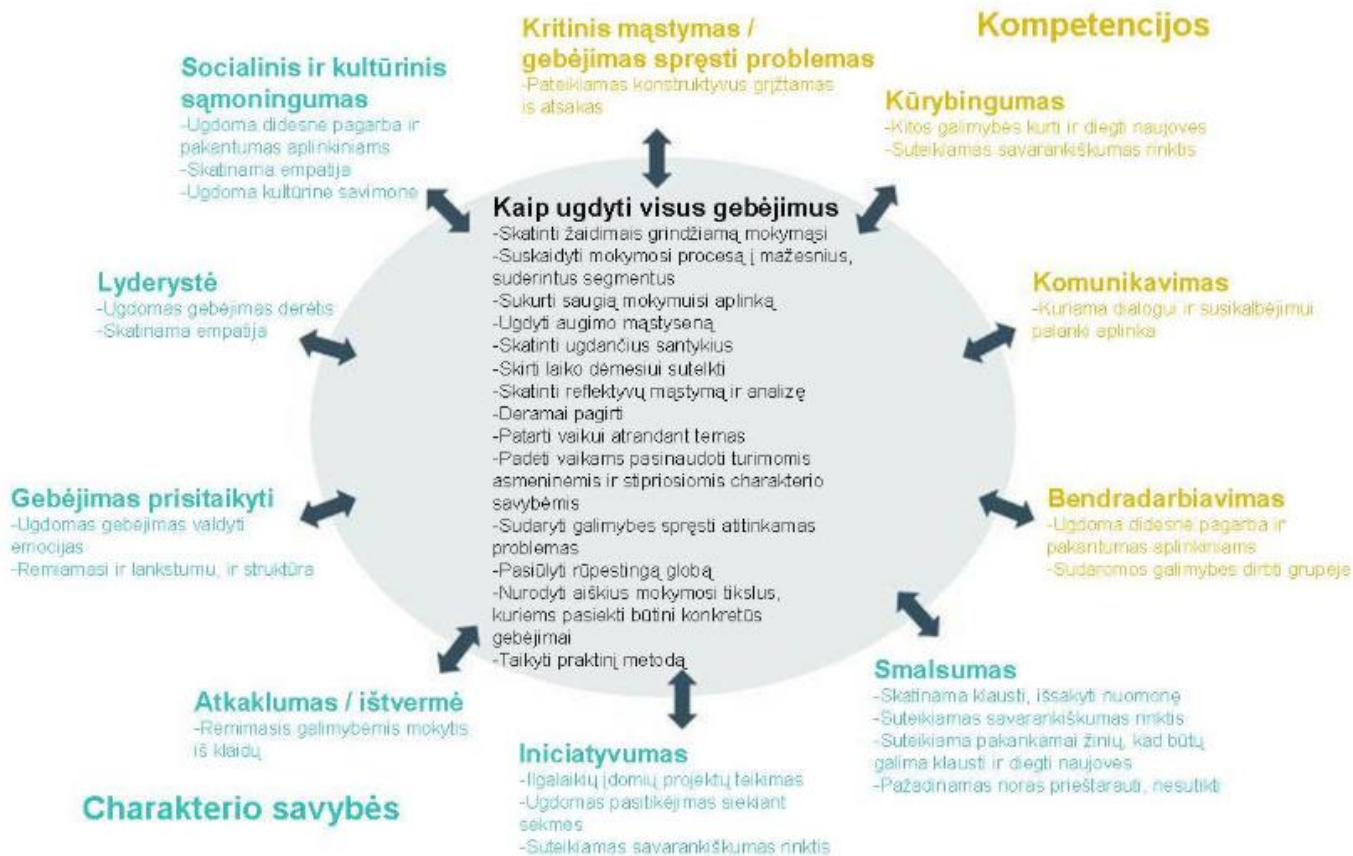 Kompetencijos
Kritinis mąstymas /
gebėjimas spręsti problemas
-Pateikiamas konstruktyvus grįžtamas
is atsakas
Socialinis ir kultūrinis
sąmoningumas
-Ugdoma didesnė pagarba ir
pakantumas aplinkiniams
-Skatinama empatija
-Ugdoma kultūrinė savimonė
Kūrybingumas
-Kitos galimybės kurti ir diegti naujoves
-Suteikiamas savarankiškumas rinktis
Kaip ugdyti visus gebėjimus
-Skatinti žaidimais grindžiamą mokymąsi
-Suskaidyti mokymosi procesą į mažesnius,
suderintus segmentus
-Sukurti saugią mokymuisi aplinką
-Ugdyti augimo mąstyseną
-Skatinti ugdančius santykius
-Skirti laiko dėmesiui sutelkti
-Skatinti reflektyvų mąstymą ir analizę
-Deramai pagirti
-Patarti vaikui atrandant temas
-Padėti vaikams pasinaudoti turimomis
asmeninėmis ir stipriosiomis charakterio
savybėmis
-Sudaryti galimybes spręsti atitinkamas
problemas
-Pasiūlyti rūpestingą globą
-Nurodyti aiškius mokymosi tikslus,
kuriems pasiekti būtini konkretūs
gebėjimai
-Taikyti praktinį metodą
Lyderystė
-Ugdomas gebėjimas derėtis
-Skatinama empatija
Komunikavimas
-Kuriama dialogui ir susikalbėjimui
palanki aplinka
Gebėjimas prisitaikyti
-Ugdomas gebėjimas valdyti
emocijas
-Remiamasi ir lankstumu, ir struktūra
Bendradarbiavimas
-Ugdoma didesnė pagarba ir
pakantumas aplinkiniams
-Sudaromos galimybės dirbti grupėje
Atkaklumas / ištvermė
-Rėmimasis galimybėmis mokytis
iš klaidų
Iniciatyvumas
-Ilgalaikių įdomių projektų teikimas
-Ugdomas pasitikėjimas siekiant
sėkmės
-Suteikiamas savarankiškumas rinktis
Smalsumas
-Skatinama klausti, išsakyti nuomonę
-Suteikiamas savarankiškumas rinktis
-Suteikiama pakankamai žinių, kad būtų
galima klausti ir diegti naujoves
-Pažadinamas noras prieštarauti, nesutikti
Charakterio savybės